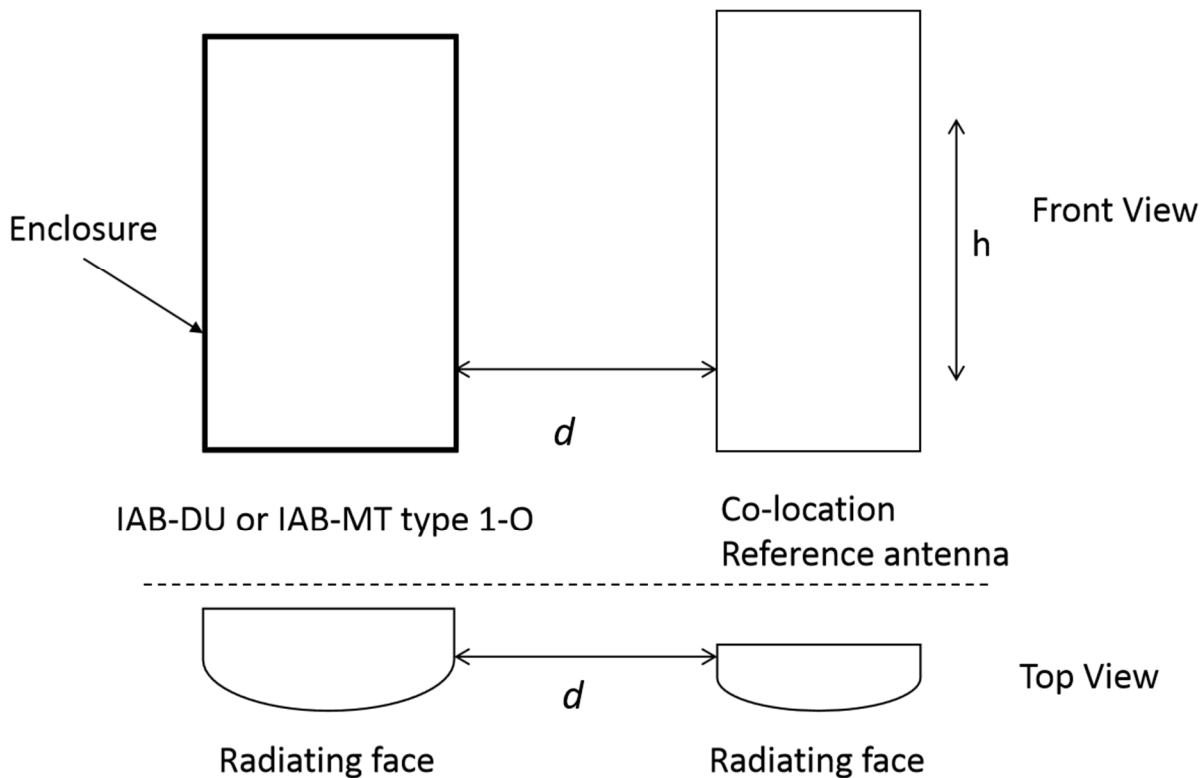 Front View
Enclosure
h
d
IAB-DU or IAB-MT type 1-O
Co-location
Reference antenna
d
Top View
Radiating face
Radiating face